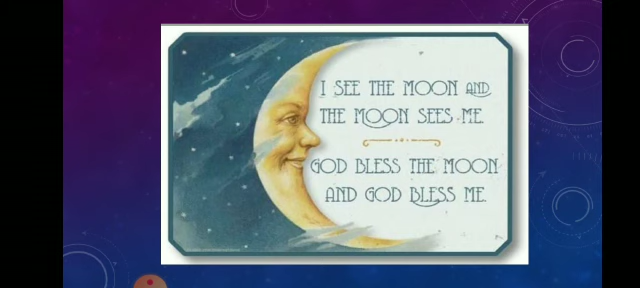 I SEE THE MOON AND
THE MOON SEES ME.
GOD BLESS THE MOON
AND GOD BLESS ME.